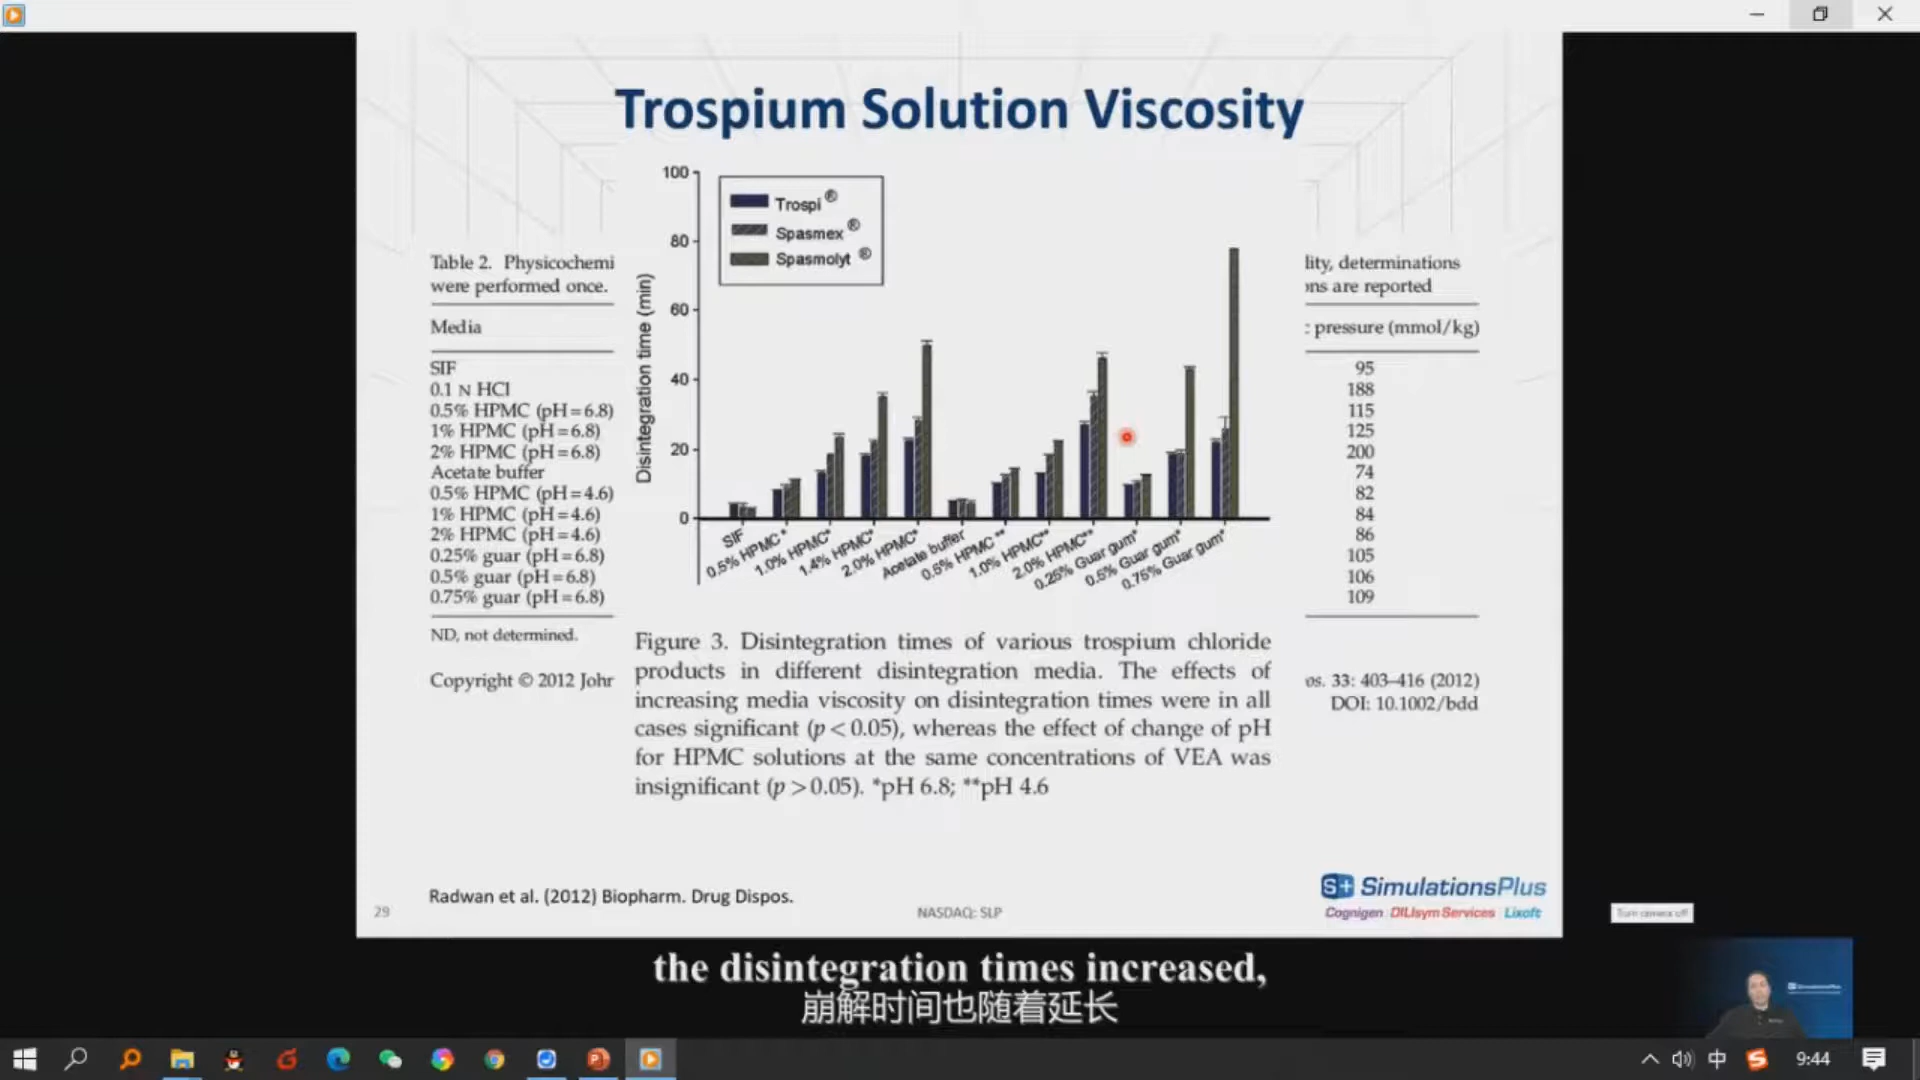 Trospium Solution Viscosity
100
80
60
40
20
0
Disintegration time (min)
Trospi ®
Spasmex ®
Spasmolyt ®
SIF
0.5% HPMC *
1.0% HPMC*
1.4% HPMC*
2.0% HPMC*
Acetate buffer
0.5% HPMC **
1.0% HPMC**
2.0% HPMC**
0.25% Guar gum*
0.5% Guar gum*
0.75% Guar gum*
Table 2. Physicochemi
were performed once.
lity, determinations
ons are reported
Media
: pressure (mmol/kg)
SIF 95
0.1 N HCl 188
0.5% HPMC (pH = 6.8) 115
1% HPMC (pH = 6.8) 125
2% HPMC (pH = 6.8) 200
Acetate buffer 74
0.5% HPMC (pH = 4.6) 82
1% HPMC (pH = 4.6) 84
2% HPMC (pH = 4.6) 86
0.25% guar (pH = 6.8) 105
0.5% guar (pH = 6.8) 106
0.75% guar (pH = 6.8) 109
ND, not determined.
Copyright © 2012 Johr
os. 33: 403–416 (2012)
DOI: 10.1002/bdd
Figure 3. Disintegration times of various trospium chloride
products in different disintegration media. The effects of
increasing media viscosity on disintegration times were in all
cases significant (p < 0.05), whereas the effect of change of pH
for HPMC solutions at the same concentrations of VEA was
insignificant (p > 0.05). *pH 6.8; **pH 4.6
Radwan et al. (2012) Biopharm. Drug Dispos.
29
NASDAQ: SLP
S+ SimulationsPlus
Cognigen DILIsym Services Lixoft
Turn camera off
SimulationsPlus
the disintegration times increased,
崩解时间也随着延长
中
9:44